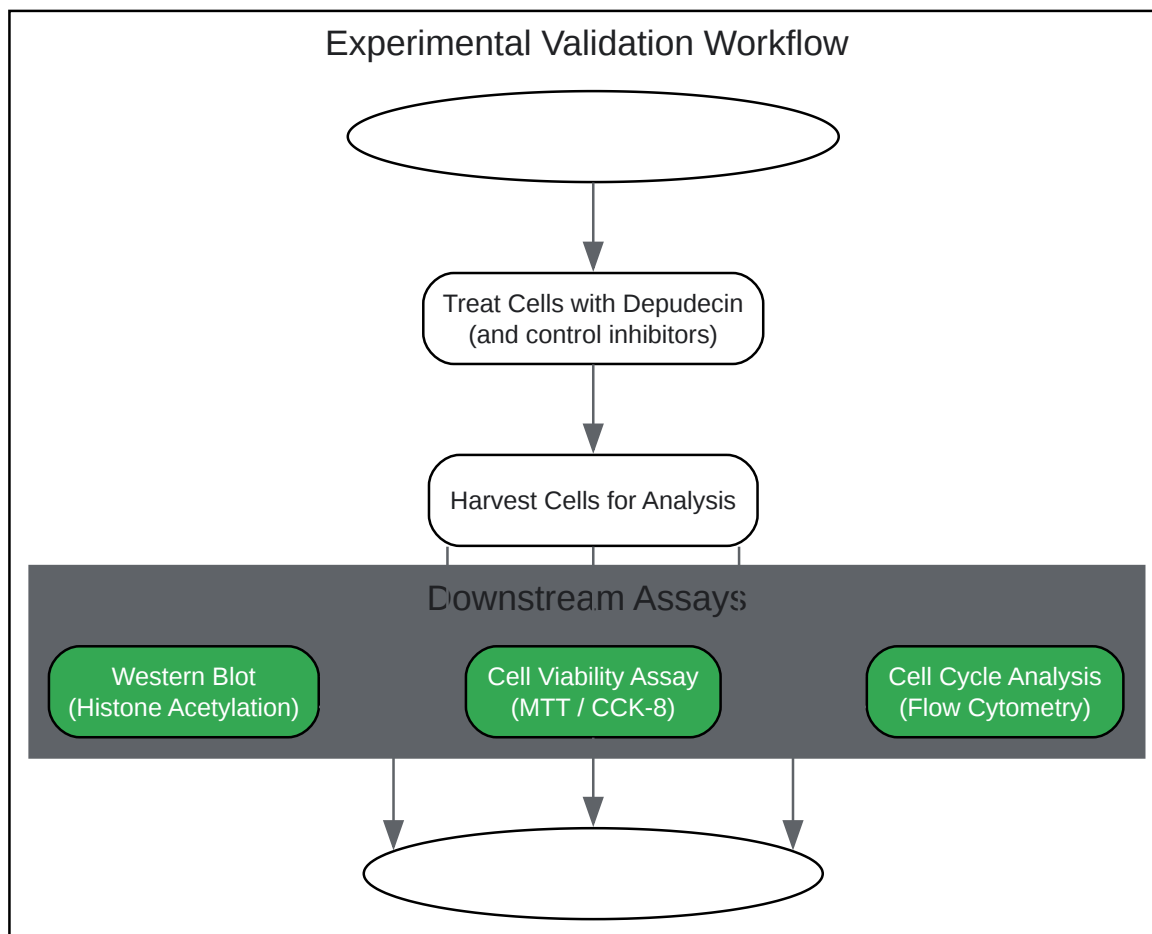 Experimental Validation Workflow
Treat Cells with Depudecin
(and control inhibitors)
Harvest Cells for Analysis
Downstream Assays
Western Blot
(Histone Acetylation)
Cell Viability Assay
(MTT / CCK-8)
Cell Cycle Analysis
(Flow Cytometry)